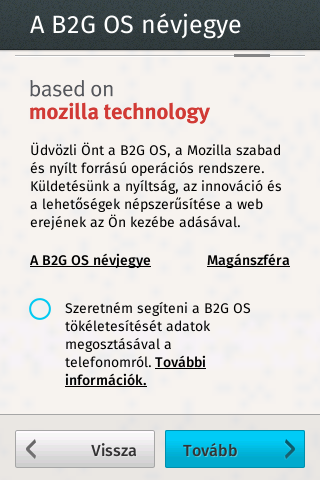 A B2G OS névjegye
based on
mozilla technology
Üdvözli Önt a B2G OS, a Mozilla szabad
és nyílt forrású operációs rendszere.
Küldetésünk a nyíltság, az innováció és
a lehetőségek népszerűsítése a web
erejének az Ön kezébe adásával.
A B2G OS névjegye Magánszféra
Szeretném segíteni a B2G OS
tökéletesítését adatok
megosztásával a
telefonomról. További
információk.
Vissza Tovább